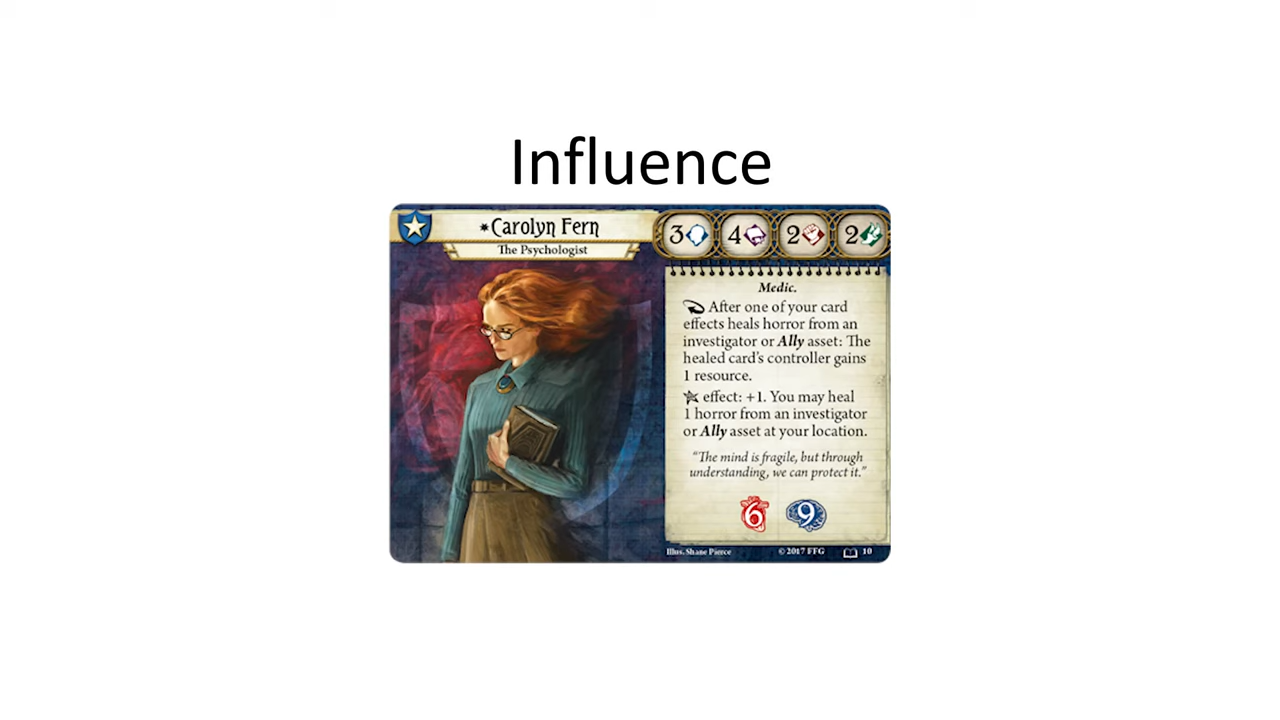 Influence
Carolyn Fern
The Psychologist
3 4 2 2
Medic.
After one of your card
effects heals horror from an
investigator or Ally asset: The
healed card's controller gains
1 resource.
effect: +1. You may heal
1 horror from an investigator
or Ally asset at your location.
"The mind is fragile, but through
understanding, we can protect it."
6 9
Illus. Shane Pierce © 2017 FFG 10